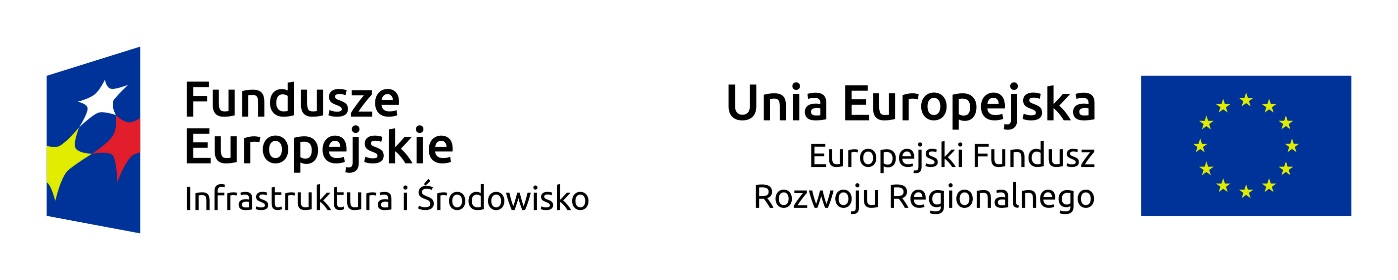 Fundusze
Europejskie
Infrastruktura i Środowisko
Unia Europejska
Europejski Fundusz
Rozwoju Regionalnego